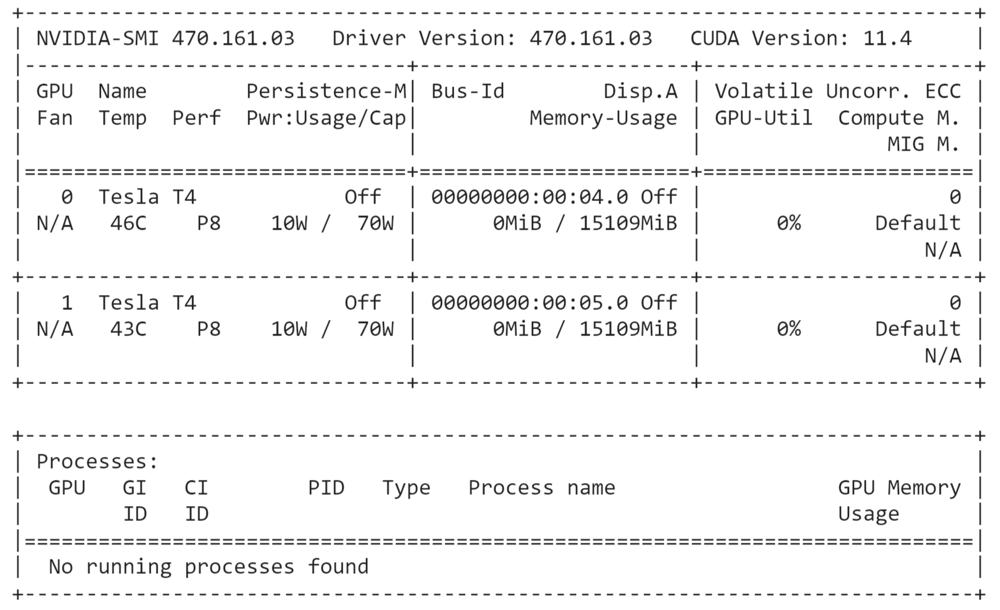 +-----------------------------------------------------------------------------+
| NVIDIA-SMI 470.161.03   Driver Version: 470.161.03   CUDA Version: 11.4     |
|-------------------------------+----------------------+----------------------+
| GPU  Name        Persistence-M| Bus-Id        Disp.A | Volatile Uncorr. ECC |
| Fan  Temp  Perf  Pwr:Usage/Cap|         Memory-Usage | GPU-Util  Compute M. |
|                               |                      |               MIG M. |
|===============================+======================+======================|
|   0  Tesla T4            Off  | 00000000:00:04.0 Off |                    0 |
| N/A   46C    P8    10W /  70W |      0MiB / 15109MiB |      0%      Default |
|                               |                      |                  N/A |
+-------------------------------+----------------------+----------------------+
|   1  Tesla T4            Off  | 00000000:00:05.0 Off |                    0 |
| N/A   43C    P8    10W /  70W |      0MiB / 15109MiB |      0%      Default |
|                               |                      |                  N/A |
+-------------------------------+----------------------+----------------------+

+-----------------------------------------------------------------------------+
| Processes:                                                                  |
|  GPU   GI   CI        PID   Type   Process name                  GPU Memory |
|        ID   ID                                                   Usage      |
|=============================================================================|
|  No running processes found                                                 |
+-----------------------------------------------------------------------------+